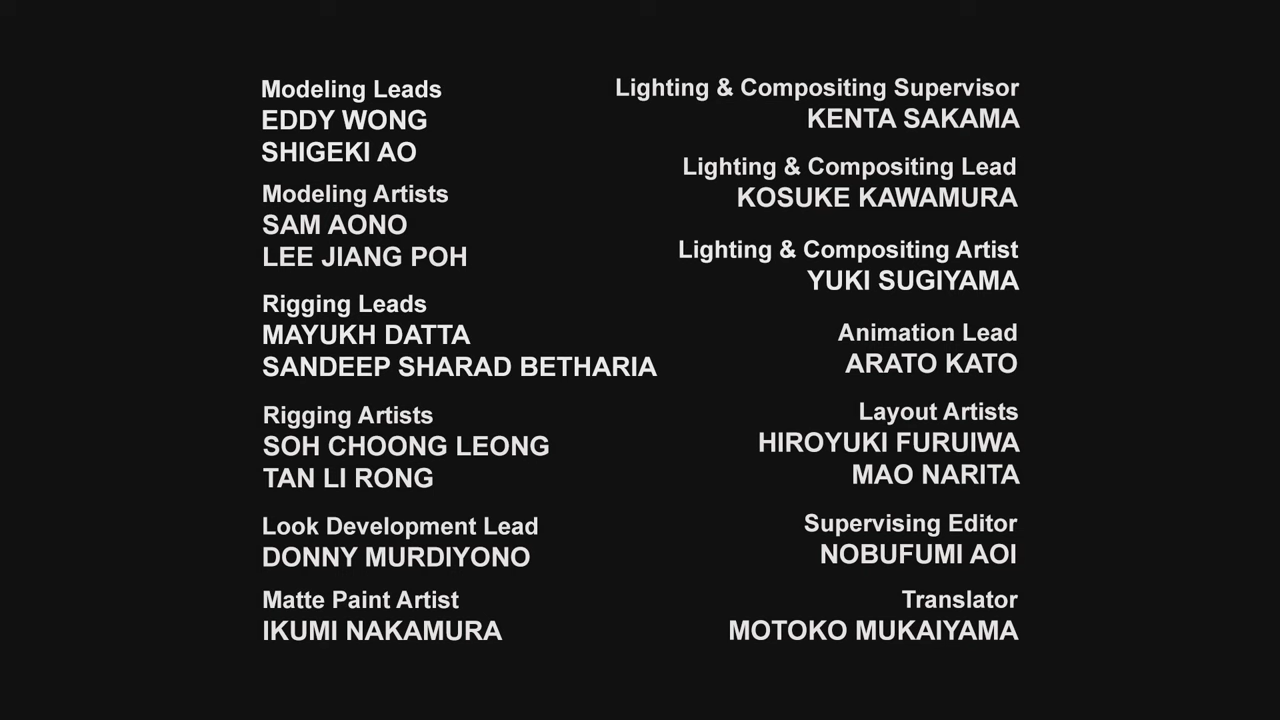 Modeling Leads
EDDY WONG
SHIGEKI AO
Modeling Artists
SAM AONO
LEE JIANG POH
Rigging Leads
MAYUKH DATTA
SANDEEP SHARAD BETHARIA
Rigging Artists
SOH CHOONG LEONG
TAN LI RONG
Look Development Lead
DONNY MURDIYONO
Matte Paint Artist
IKUMI NAKAMURA
Lighting & Compositing Supervisor
KENTA SAKAMA
Lighting & Compositing Lead
KOSUKE KAWAMURA
Lighting & Compositing Artist
YUKI SUGIYAMA
Animation Lead
ARATO KATO
Layout Artists
HIROYUKI FURUIWA
MAO NARITA
Supervising Editor
NOBUFUMI AOI
Translator
MOTOKO MUKAIYAMA